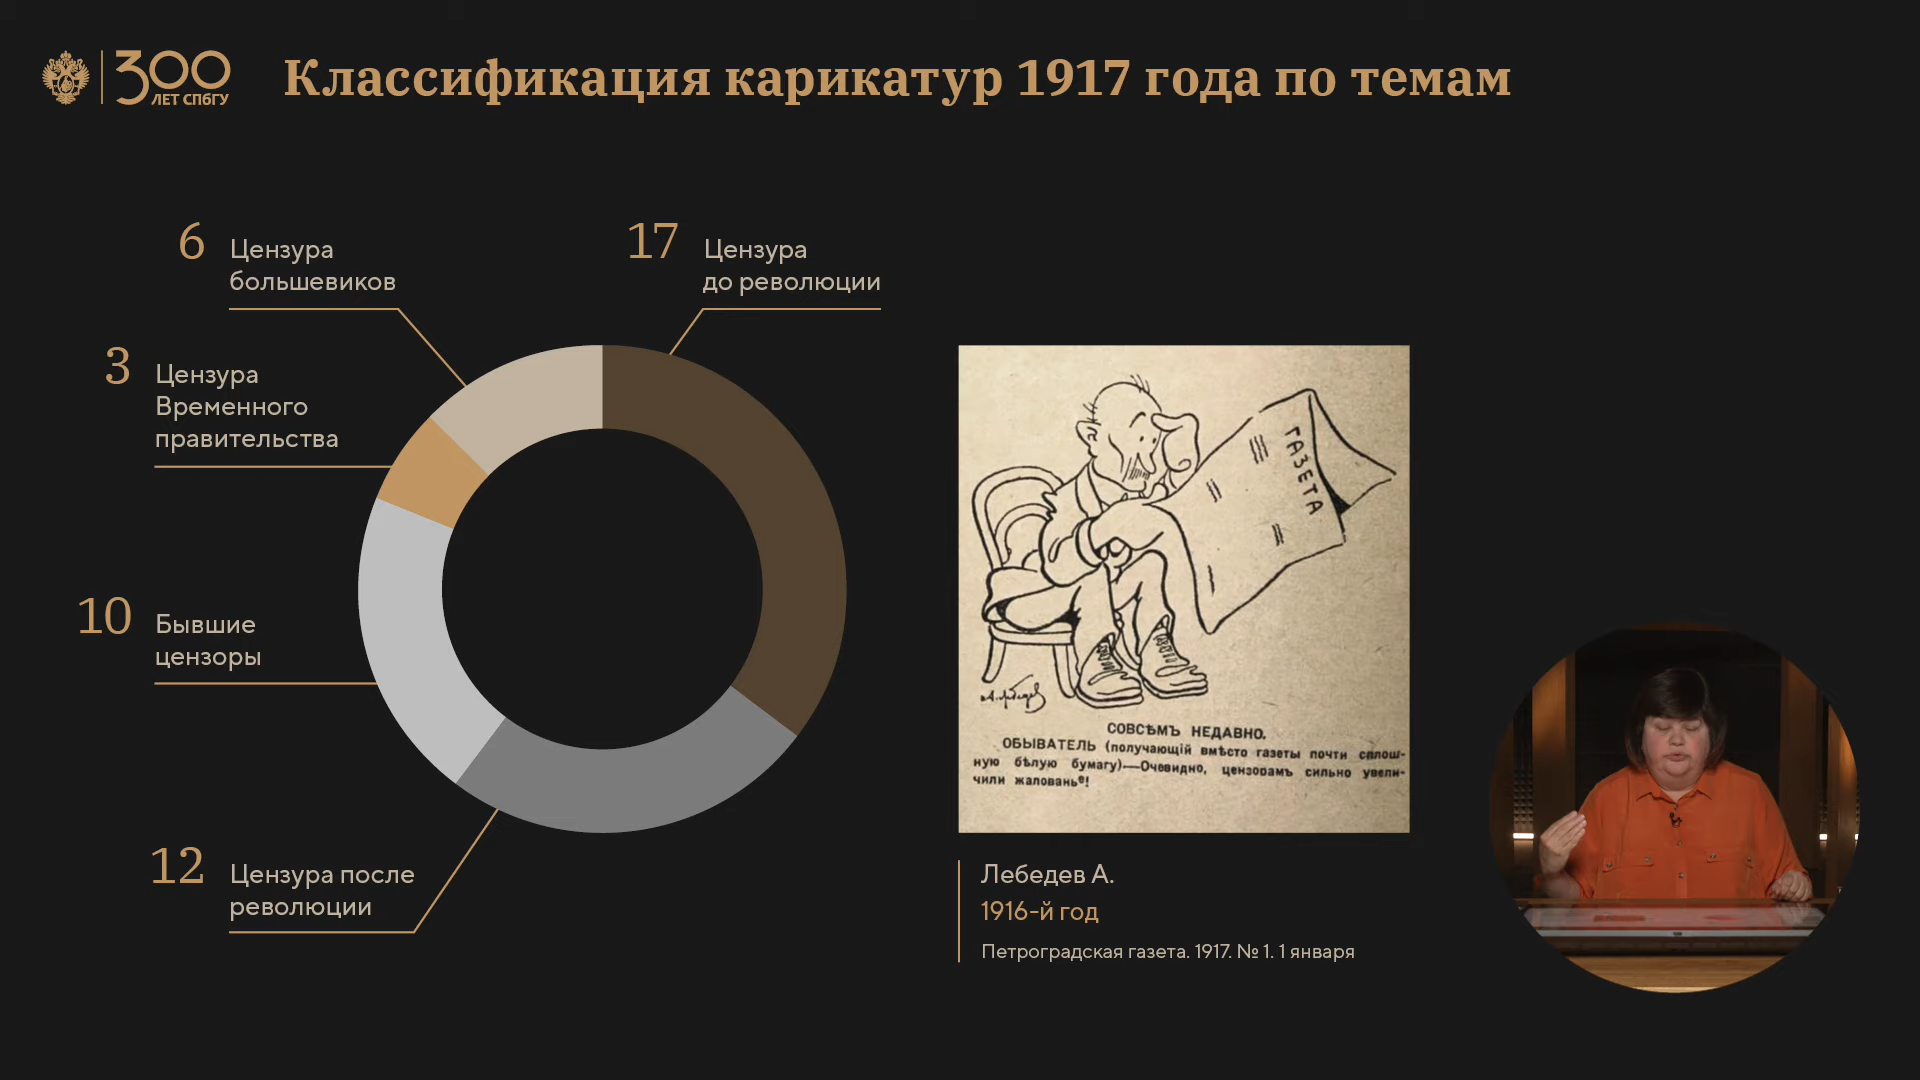 300
ЛЕТ СПбГУ
Классификация карикатур 1917 года по темам
6
Цензура
большевиков
17
Цензура
до революции
3
Цензура
Временного
правительства
10
Бывшие
цензоры
12
Цензура после
революции
ГАЗЕТА
А. Лебедев
СОВСѢМЪ НЕДАВНО.
ОБЫВАТЕЛЬ (получающій вмѣсто газеты почти сплош-
ную бѣлую бумагу)—Очевидно, цензорамъ сильно увели-
чили жалованье!
Лебедев А.
1916-й год
Петроградская газета. 1917. № 1. 1 января